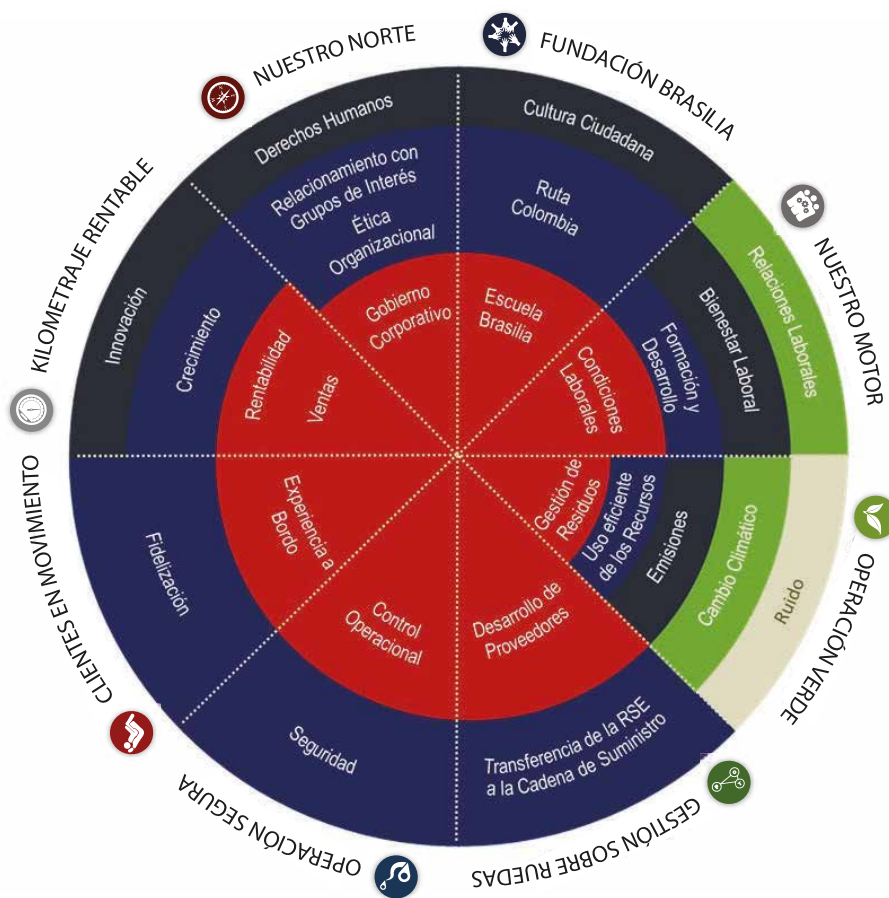 NUESTRO NORTE
Derechos Humanos
Relacionamiento con
Grupos de Interés
Ética
Organizacional
Gobierno
Corporativo
FUNDACIÓN BRASILIA
Cultura Ciudadana
Ruta
Colombia
Escuela
Brasilia
NUESTRO MOTOR
Relaciones Laborales
Bienestar Laboral
Formación y
Desarrollo
Condiciones
Laborales
OPERACIÓN VERDE
Ruído
Cambio Climático
Emisiones
Uso eficiente
de los Recursos
Gestión de
Residuos
GESTIÓN SOBRE RUEDAS
Desarrollo de
Proveedores
Transferencia de la RSE
a la Cadena de Suministro
OPERACIÓN SEGURA
Control
Operacional
Seguridad
CLIENTES EN MOVIMIENTO
Experiencia a
Bordo
Fidelización
KILOMETRAJE RENTABLE
Innovación
Crecimiento
Rentabilidad
Ventas